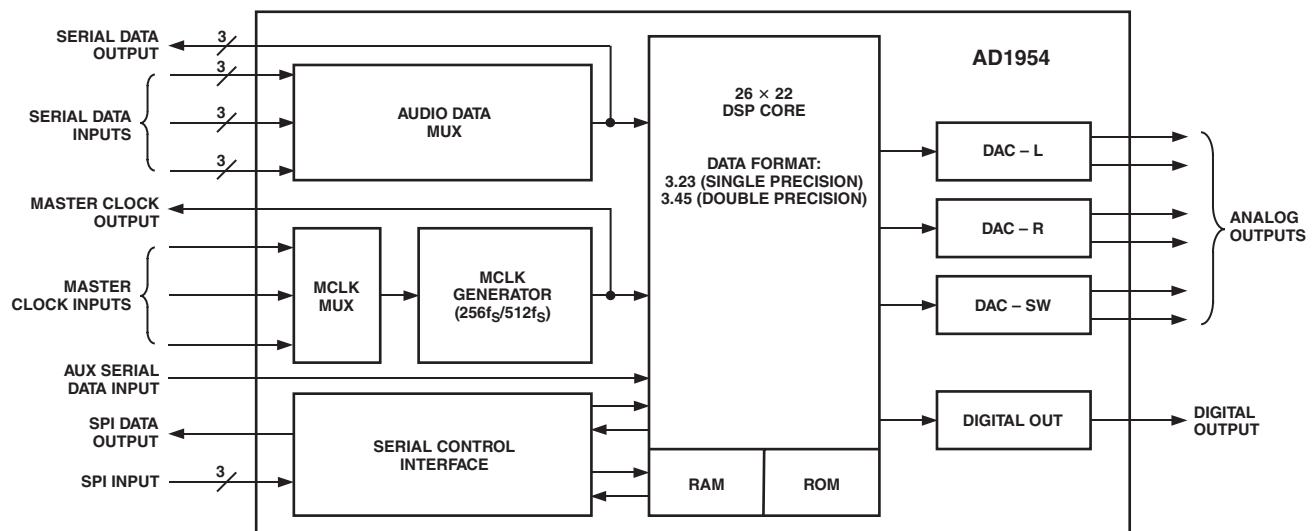 SERIAL DATA
OUTPUT
3
3
SERIAL DATA
INPUTS
3
3
AUDIO DATA
MUX
MASTER CLOCK
OUTPUT
MASTER
CLOCK INPUTS
MCLK
MUX
MCLK
GENERATOR
(256fS/512fS)
AUX SERIAL
DATA INPUT
SPI DATA
OUTPUT
SPI INPUT
3
SERIAL CONTROL
INTERFACE
26 × 22
DSP CORE
DATA FORMAT:
3.23 (SINGLE PRECISION)
3.45 (DOUBLE PRECISION)
RAM
ROM
AD1954
DAC – L
DAC – R
DAC – SW
DIGITAL OUT
ANALOG
OUTPUTS
DIGITAL
OUTPUT